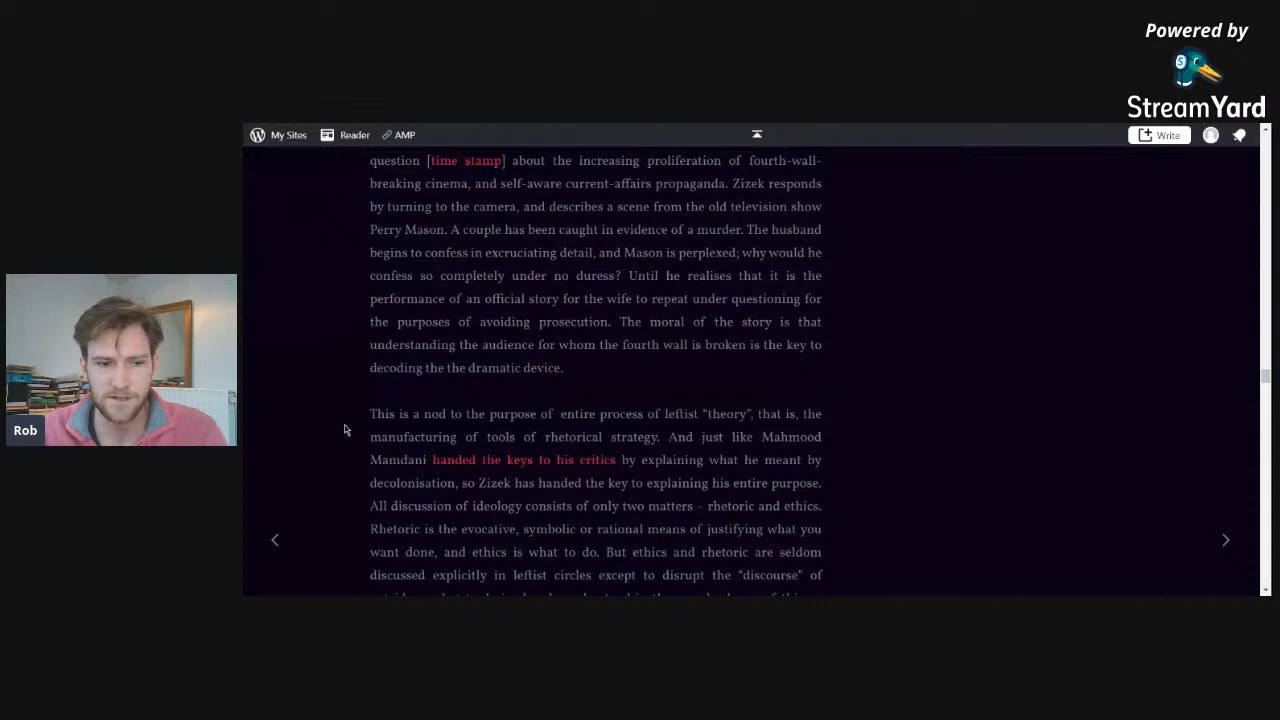 Powered by
StreamYard
My Sites
Reader
AMP
Write
question [time stamp] about the increasing proliferation of fourth-wall-
breaking cinema, and self-aware current-affairs propaganda. Zizek responds
by turning to the camera, and describes a scene from the old television show
Perry Mason. A couple has been caught in evidence of a murder. The husband
begins to confess in excruciating detail, and Mason is perplexed; why would he
confess so completely under no duress? Until he realises that it is the
performance of an official story for the wife to repeat under questioning for
the purposes of avoiding prosecution. The moral of the story is that
understanding the audience for whom the fourth wall is broken is the key to
decoding the the dramatic device.
This is a nod to the purpose of entire process of leftist “theory”, that is, the
manufacturing of tools of rhetorical strategy. And just like Mahmood
Mamdani handed the keys to his critics by explaining what he meant by
decolonisation, so Zizek has handed the key to explaining his entire purpose.
All discussion of ideology consists of only two matters – rhetoric and ethics.
Rhetoric is the evocative, symbolic or rational means of justifying what you
want done, and ethics is what to do. But ethics and rhetoric are seldom
discussed explicitly in leftist circles except to disrupt the “discourse” of
Rob